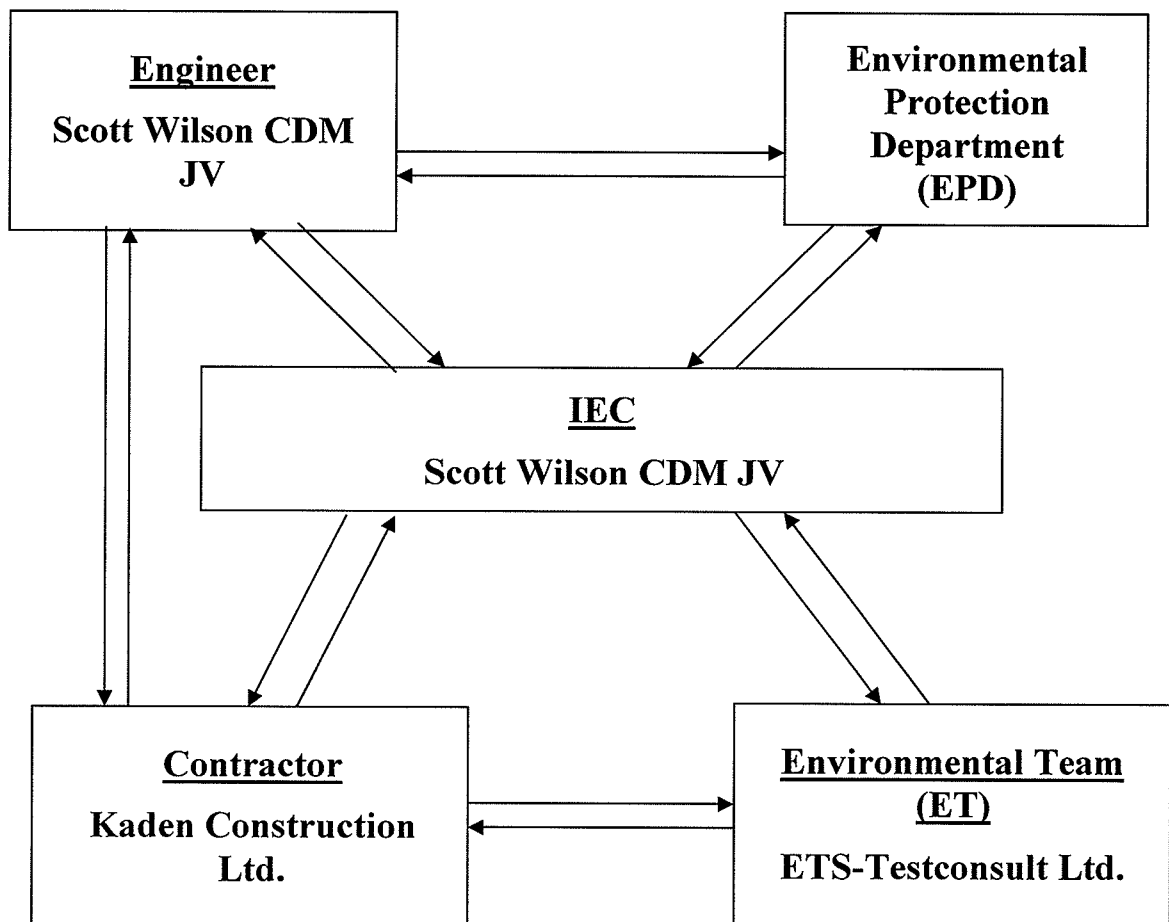 Engineer
Scott Wilson CDM
JV
Environmental
Protection
Department
(EPD)
IEC
Scott Wilson CDM JV
Contractor
Kaden Construction
Ltd.
Environmental Team
(ET)
ETS-Testconsult Ltd.